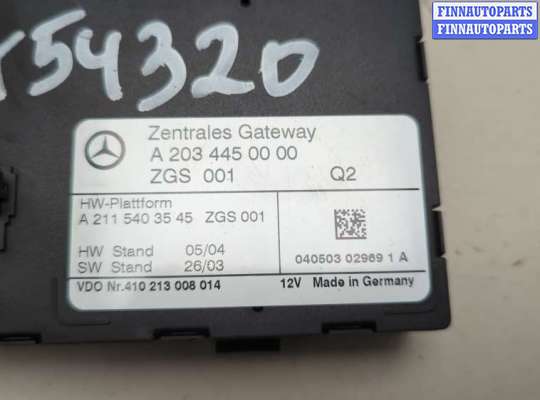 FINNAUTOPARTS
FINNAUTOPARTS
54320
Zentrales Gateway
A 203 445 00 00
ZGS 001 Q2
HW-Plattform
A 211 540 35 45 ZGS 001
HW Stand 05/04
SW Stand 26/03
040503 02969 1 A
VDO Nr.410 213 008 014 12V Made in Germany